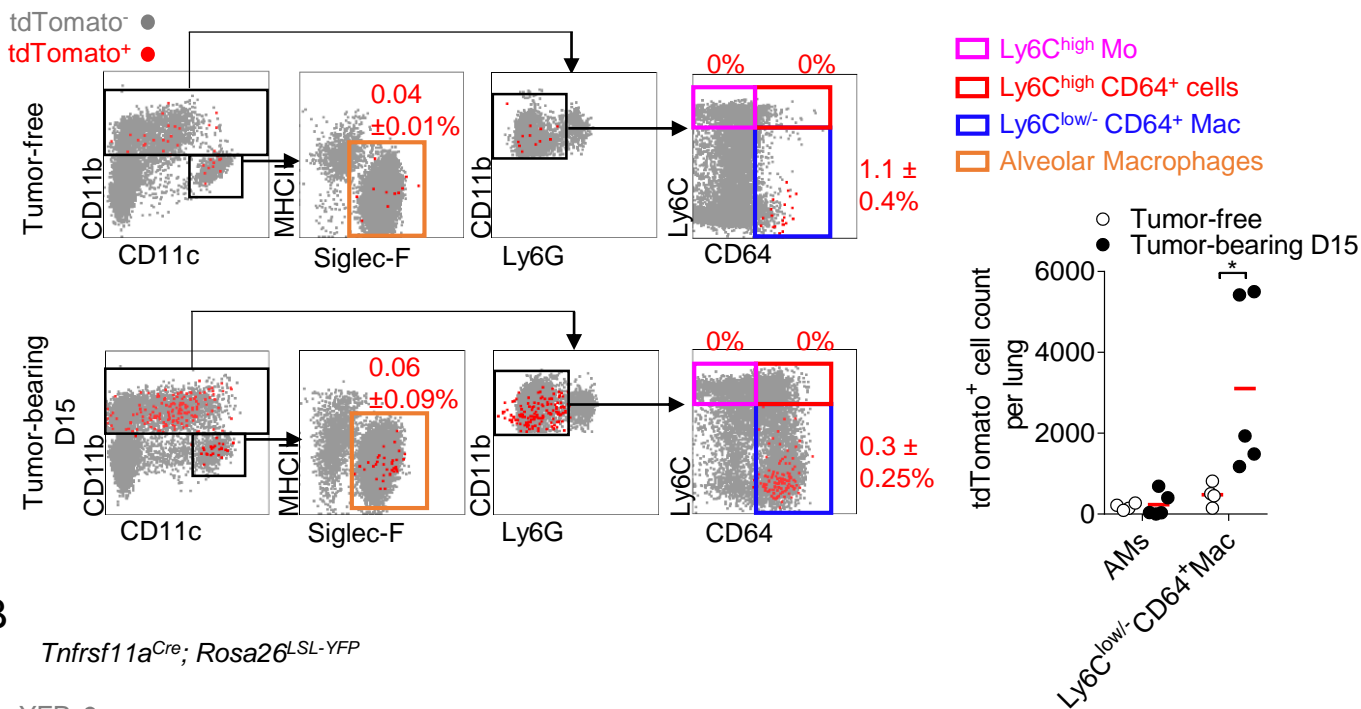 tdTomato⁻
tdTomato⁺
Tumor-free
CD11b
CD11c
0.04
±0.01%
MHCII
Siglec-F
CD11b
Ly6G
0% 0%
Ly6C
CD64
1.1 ±
0.4%
Ly6Cʰⁱᵍʰ Mo
Ly6Cʰⁱᵍʰ CD64⁺ cells
Ly6Cˡᵒʷ/⁻ CD64⁺ Mac
Alveolar Macrophages
Tumor-bearing
D15
CD11b
CD11c
0.06
±0.09%
MHCII
Siglec-F
CD11b
Ly6G
0% 0%
Ly6C
CD64
0.3 ±
0.25%
Tumor-free
Tumor-bearing D15
*
tdTomato⁺ cell count
per lung
6000
4000
2000
0
AMs
Ly6Cˡᵒʷ/⁻CD64⁺Mac
B
Tnfrsf11aᶜʳᵉ; Rosa26ᴸˢᴸ⁻ʸᶠᴾ